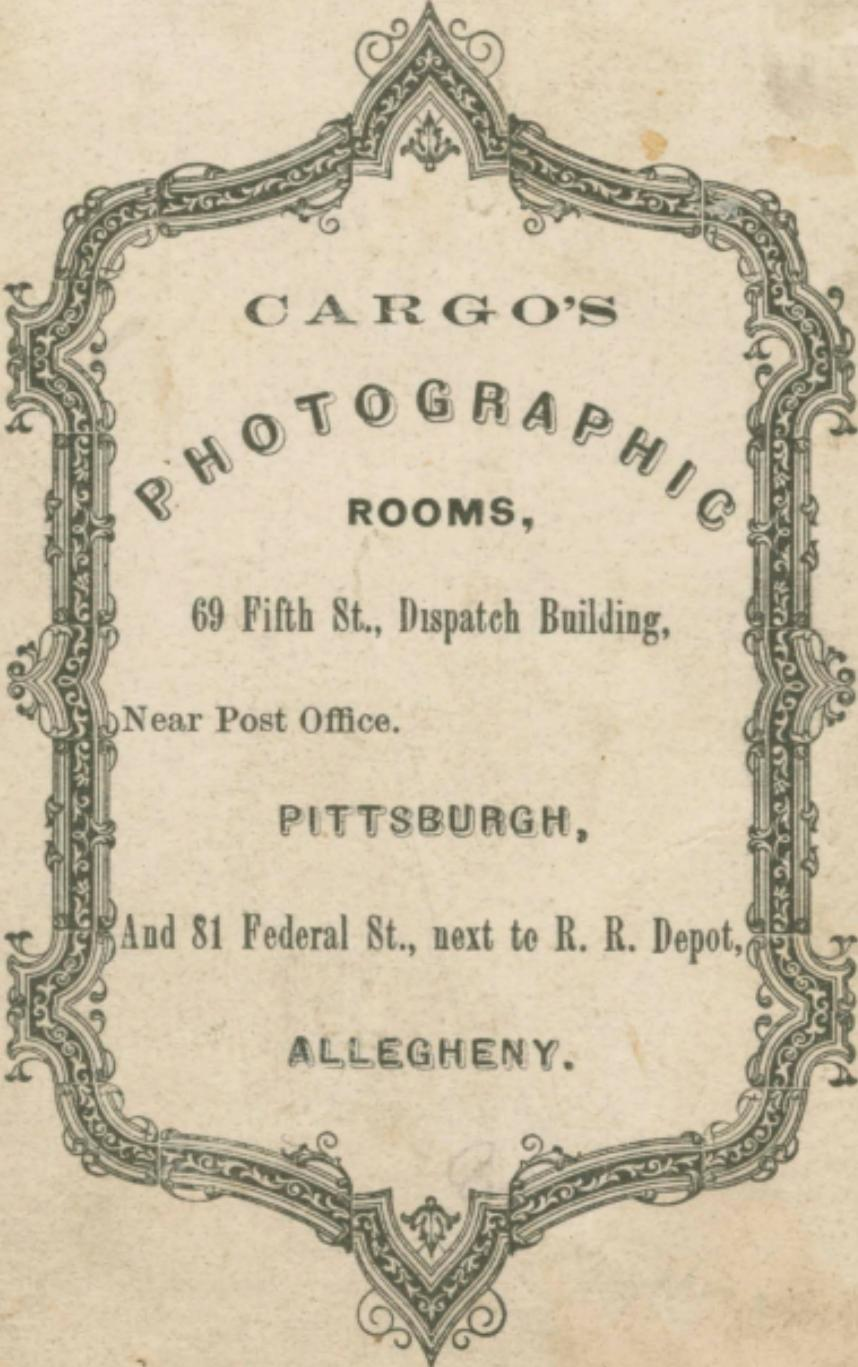 CARGO'S
PHOTOGRAPHIC
ROOMS,
69 Fifth St., Dispatch Building,
Near Post Office.
PITTSBURGH,
And 81 Federal St., next to R. R. Depot,
ALLEGHENY.